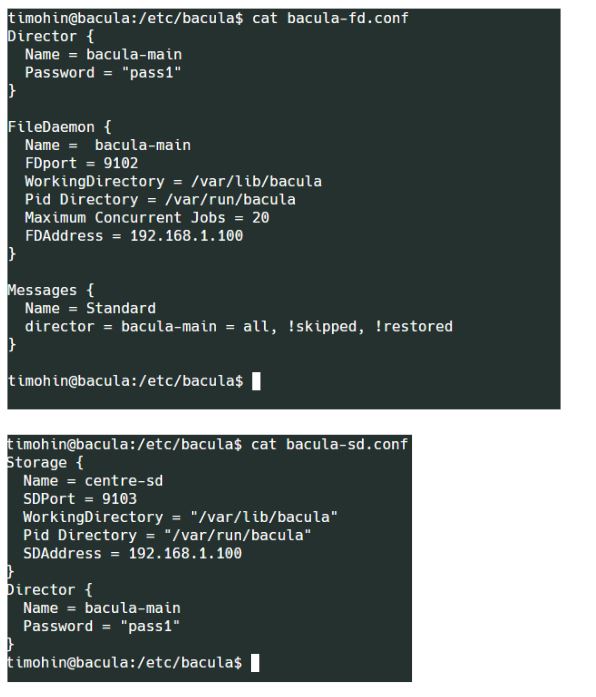 timohin@bacula:/etc/bacula$ cat bacula-fd.conf
Director {
  Name = bacula-main
  Password = "pass1"
}

FileDaemon {
  Name =  bacula-main
  FDport = 9102
  WorkingDirectory = /var/lib/bacula
  Pid Directory = /var/run/bacula
  Maximum Concurrent Jobs = 20
  FDAddress = 192.168.1.100
}

Messages {
  Name = Standard
  director = bacula-main = all, !skipped, !restored
}

timohin@bacula:/etc/bacula$
timohin@bacula:/etc/bacula$ cat bacula-sd.conf
Storage {
  Name = centre-sd
  SDPort = 9103
  WorkingDirectory = "/var/lib/bacula"
  Pid Directory = "/var/run/bacula"
  SDAddress = 192.168.1.100
}
Director {
  Name = bacula-main
  Password = "pass1"
}
timohin@bacula:/etc/bacula$